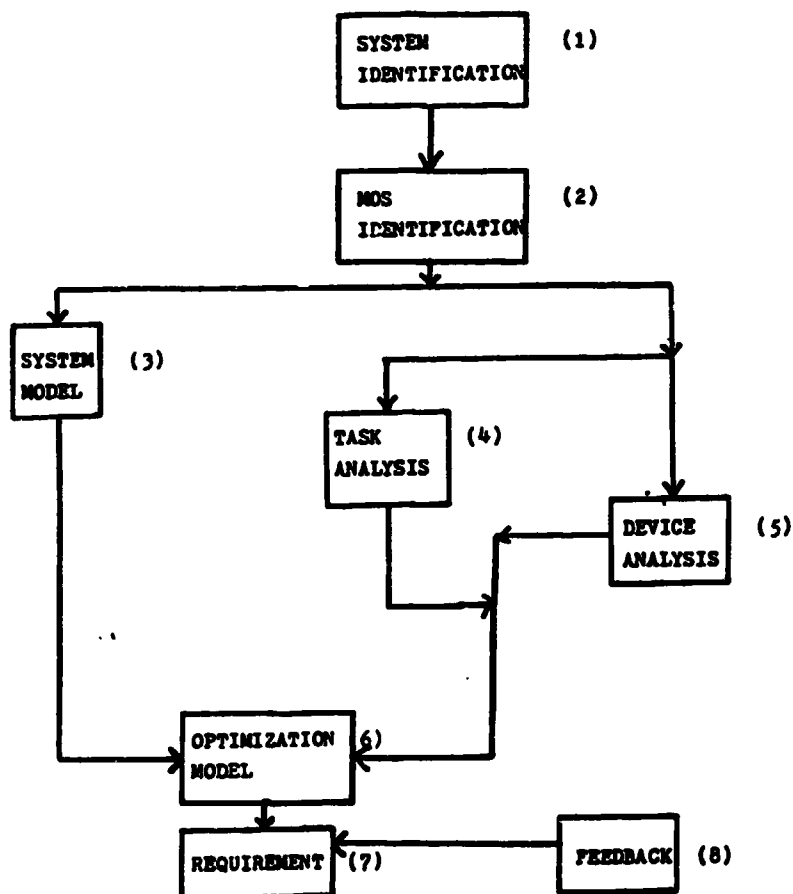 SYSTEM (1)
IDENTIFICATION
MOS (2)
IDENTIFICATION
SYSTEM (3)
MODEL
TASK (4)
ANALYSIS
DEVICE (5)
ANALYSIS
OPTIMIZATION 6)
MODEL
REQUIREMENT (7)
FEEDBACK (8)